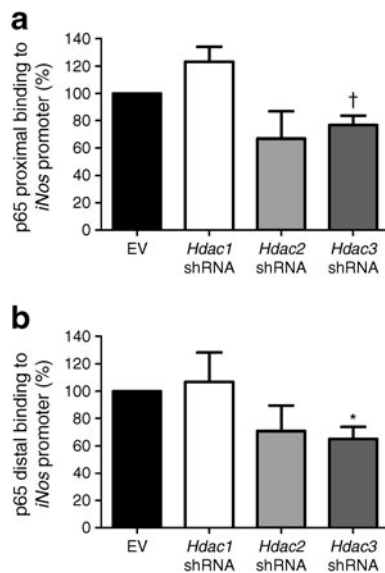 a
p65 proximal binding to
iNos promoter (%)
140
120
100
80
60
40
20
0
†
EV
Hdac1
shRNA
Hdac2
shRNA
Hdac3
shRNA
b
p65 distal binding to
iNos promoter (%)
140
120
100
80
60
40
20
0
*
EV
Hdac1
shRNA
Hdac2
shRNA
Hdac3
shRNA